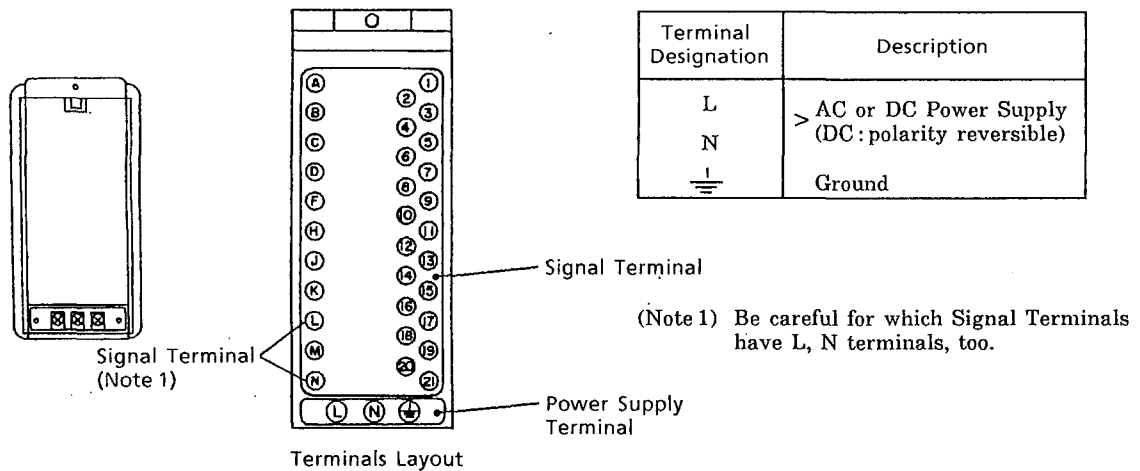 Terminal Designation
Description
L
N
> AC or DC Power Supply
(DC : polarity reversible)
Ground
A
B
C
D
F
H
J
K
L
M
N
1
2
3
4
5
6
7
8
9
10
11
12
13
14
15
16
17
18
19
20
21
L N
Signal Terminal
(Note 1)
Signal Terminal
Power Supply
Terminal
Terminals Layout
(Note 1) Be careful for which Signal Terminals
have L, N terminals, too.